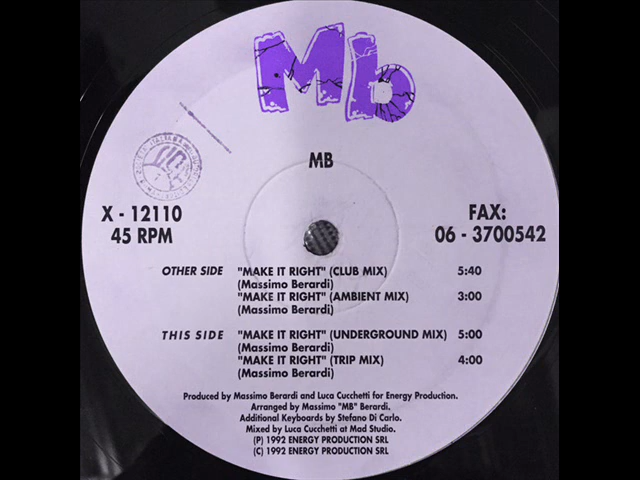 Mb
MB
X - 12110
45 RPM
FAX:
06 - 3700542
OTHER SIDE "MAKE IT RIGHT" (CLUB MIX) 5:40
(Massimo Berardi)
"MAKE IT RIGHT" (AMBIENT MIX) 3:00
(Massimo Berardi)
THIS SIDE "MAKE IT RIGHT" (UNDERGROUND MIX) 5:00
(Massimo Berardi)
"MAKE IT RIGHT" (TRIP MIX) 4:00
(Massimo Berardi)
Produced by Massimo Berardi and Luca Cucchetti for Energy Production.
Arranged by Massimo "MB" Berardi.
Additional Keyboards by Stefano Di Carlo.
Mixed by Luca Cucchetti at Mad Studio.
(P) 1992 ENERGY PRODUCTION SRL
(C) 1992 ENERGY PRODUCTION SRL